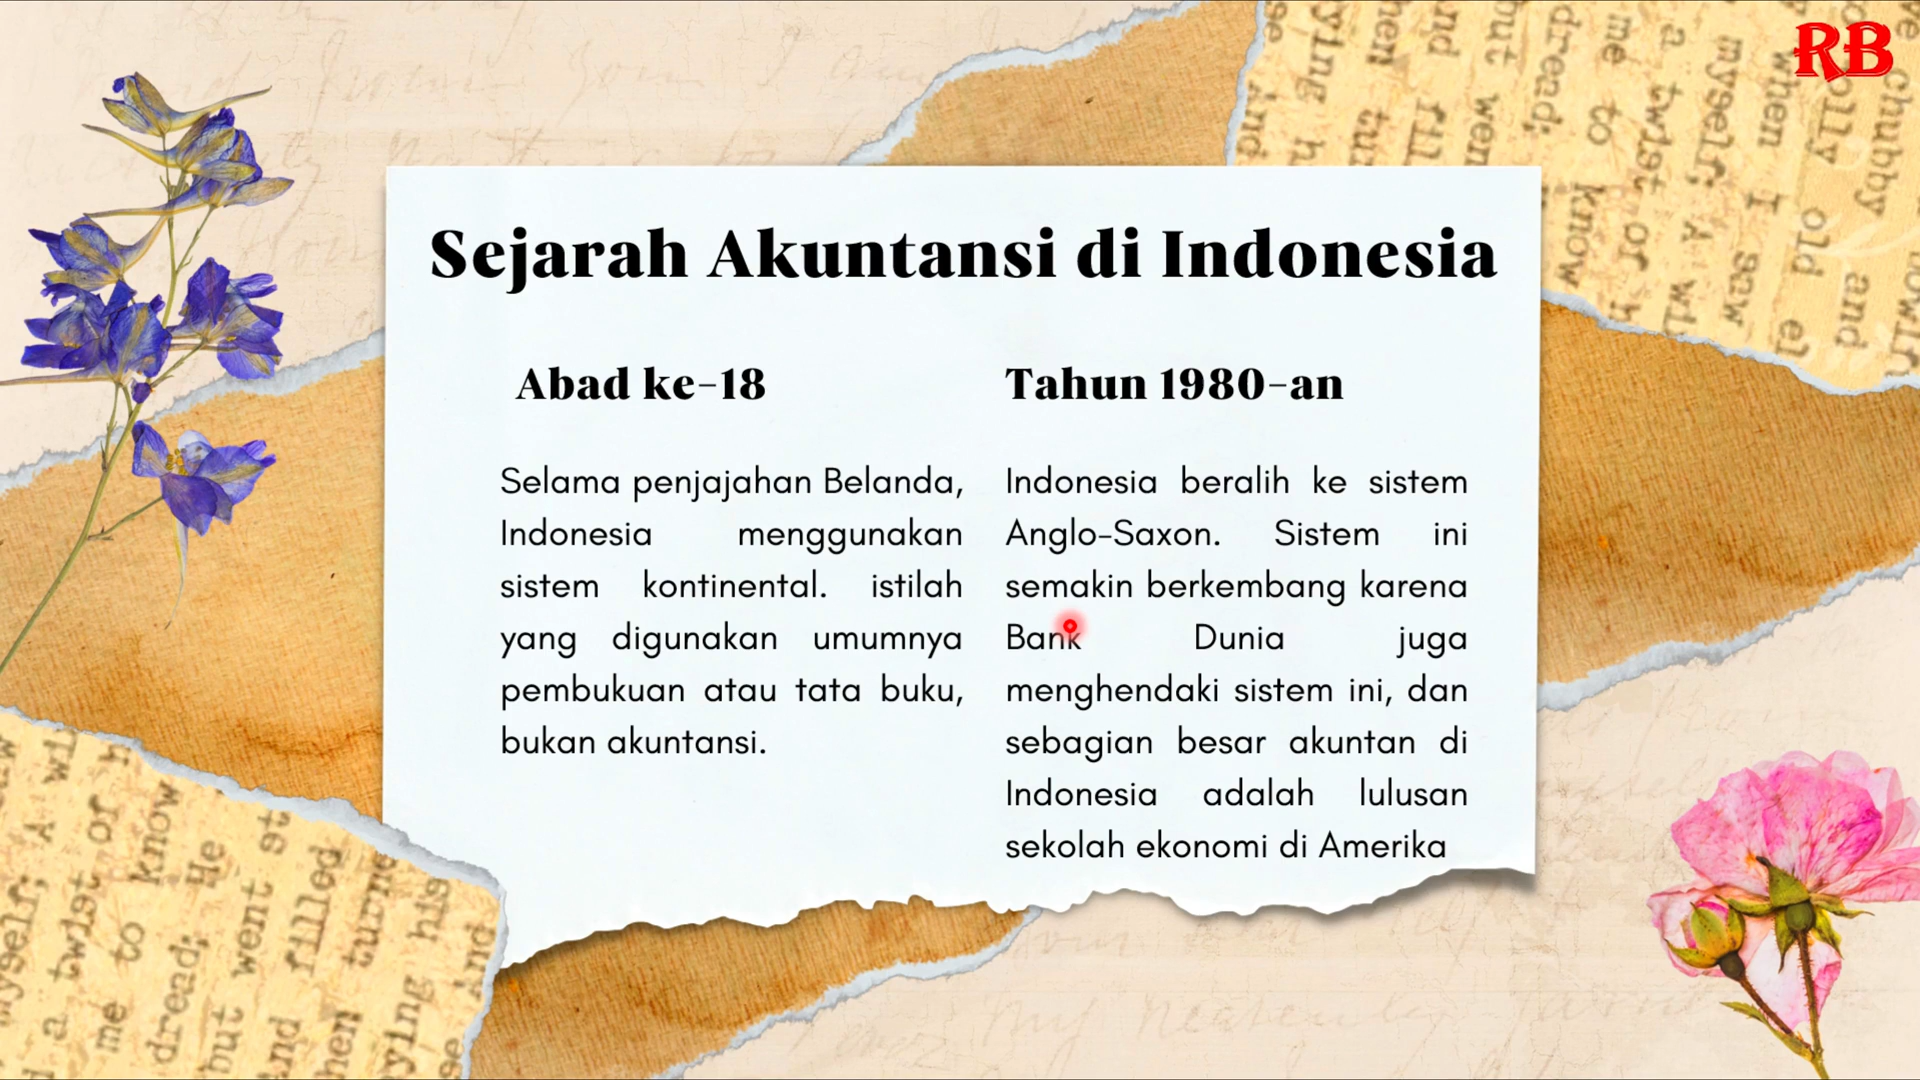 RB
Sejarah Akuntansi di Indonesia
Abad ke-18
Selama penjajahan Belanda,
Indonesia menggunakan
sistem kontinental. istilah
yang digunakan umumnya
pembukuan atau tata buku,
bukan akuntansi.
Tahun 1980-an
Indonesia beralih ke sistem
Anglo-Saxon. Sistem ini
semakin berkembang karena
Bank Dunia juga
menghendaki sistem ini, dan
sebagian besar akuntan di
Indonesia adalah lulusan
sekolah ekonomi di Amerika